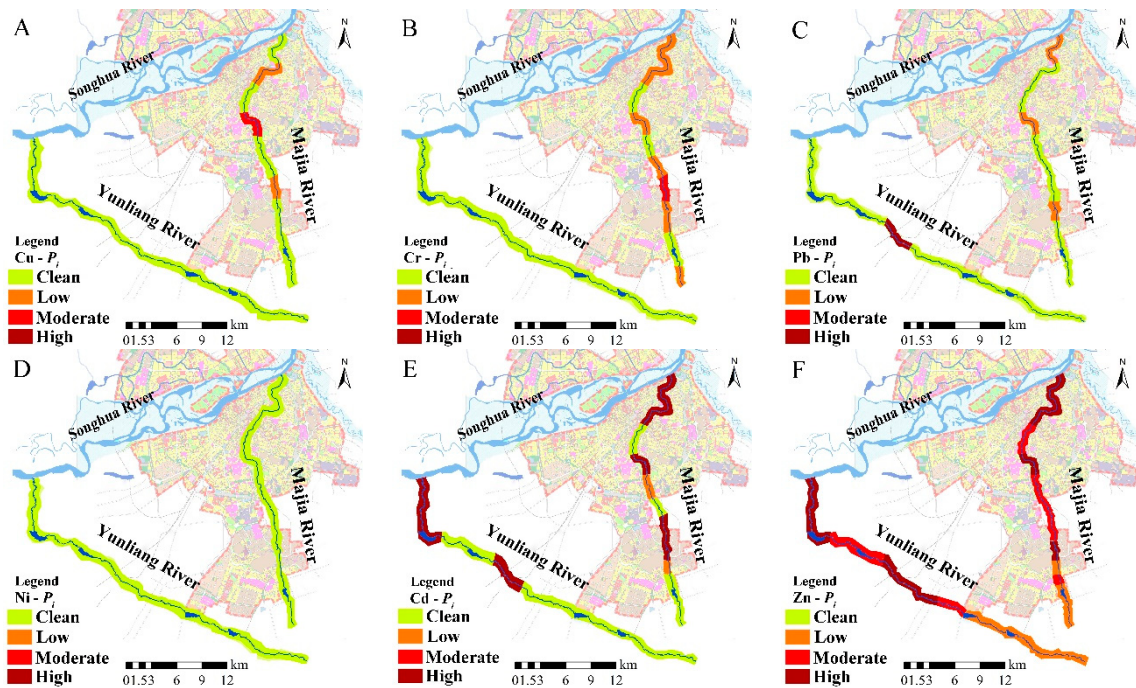 A
N
Songhua River
Majia River
Yunliang River
Legend
Cu - Pi
Clean
Low
Moderate
High
km
01.53 6 9 12
B
N
Songhua River
Majia River
Yunliang River
Legend
Cr - Pi
Clean
Low
Moderate
High
km
01.53 6 9 12
C
N
Songhua River
Majia River
Yunliang River
Legend
Pb - Pi
Clean
Low
Moderate
High
km
01.53 6 9 12
D
N
Songhua River
Majia River
Yunliang River
Legend
Ni - Pi
Clean
Low
Moderate
High
km
01.53 6 9 12
E
N
Songhua River
Majia River
Yunliang River
Legend
Cd - Pi
Clean
Low
Moderate
High
km
01.53 6 9 12
F
N
Songhua River
Majia River
Yunliang River
Legend
Zn - Pi
Clean
Low
Moderate
High
km
01.53 6 9 12